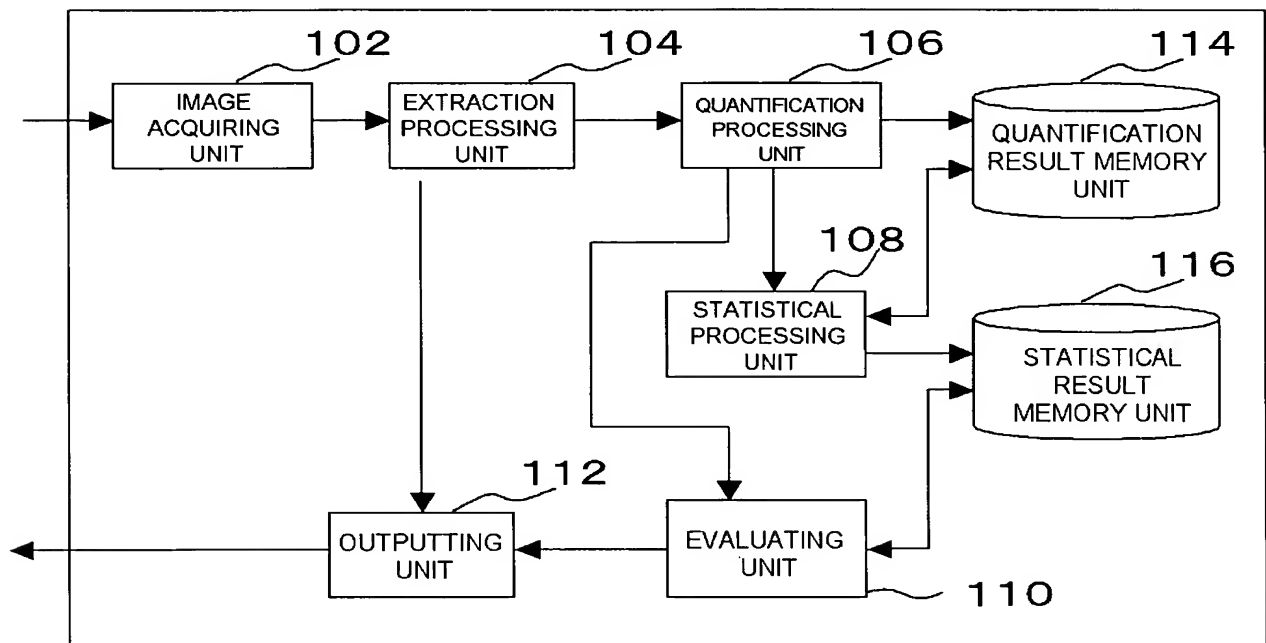 102
104
106
114
IMAGE
ACQUIRING
UNIT
EXTRACTION
PROCESSING
UNIT
QUANTIFICATION
PROCESSING
UNIT
QUANTIFICATION
RESULT MEMORY
UNIT
108
116
STATISTICAL
PROCESSING
UNIT
STATISTICAL
RESULT
MEMORY UNIT
112
OUTPUTTING
UNIT
EVALUATING
UNIT
110